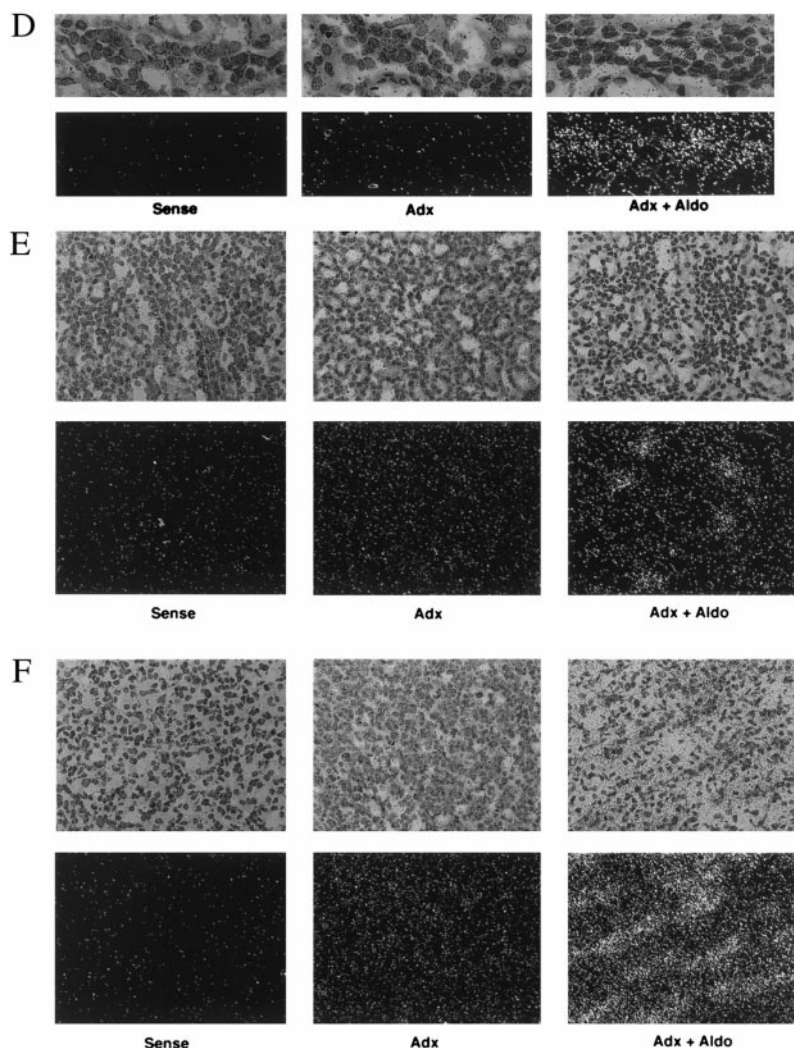 D
Sense Adx Adx + Aldo
E
Sense Adx Adx + Aldo
F
Sense Adx Adx + Aldo